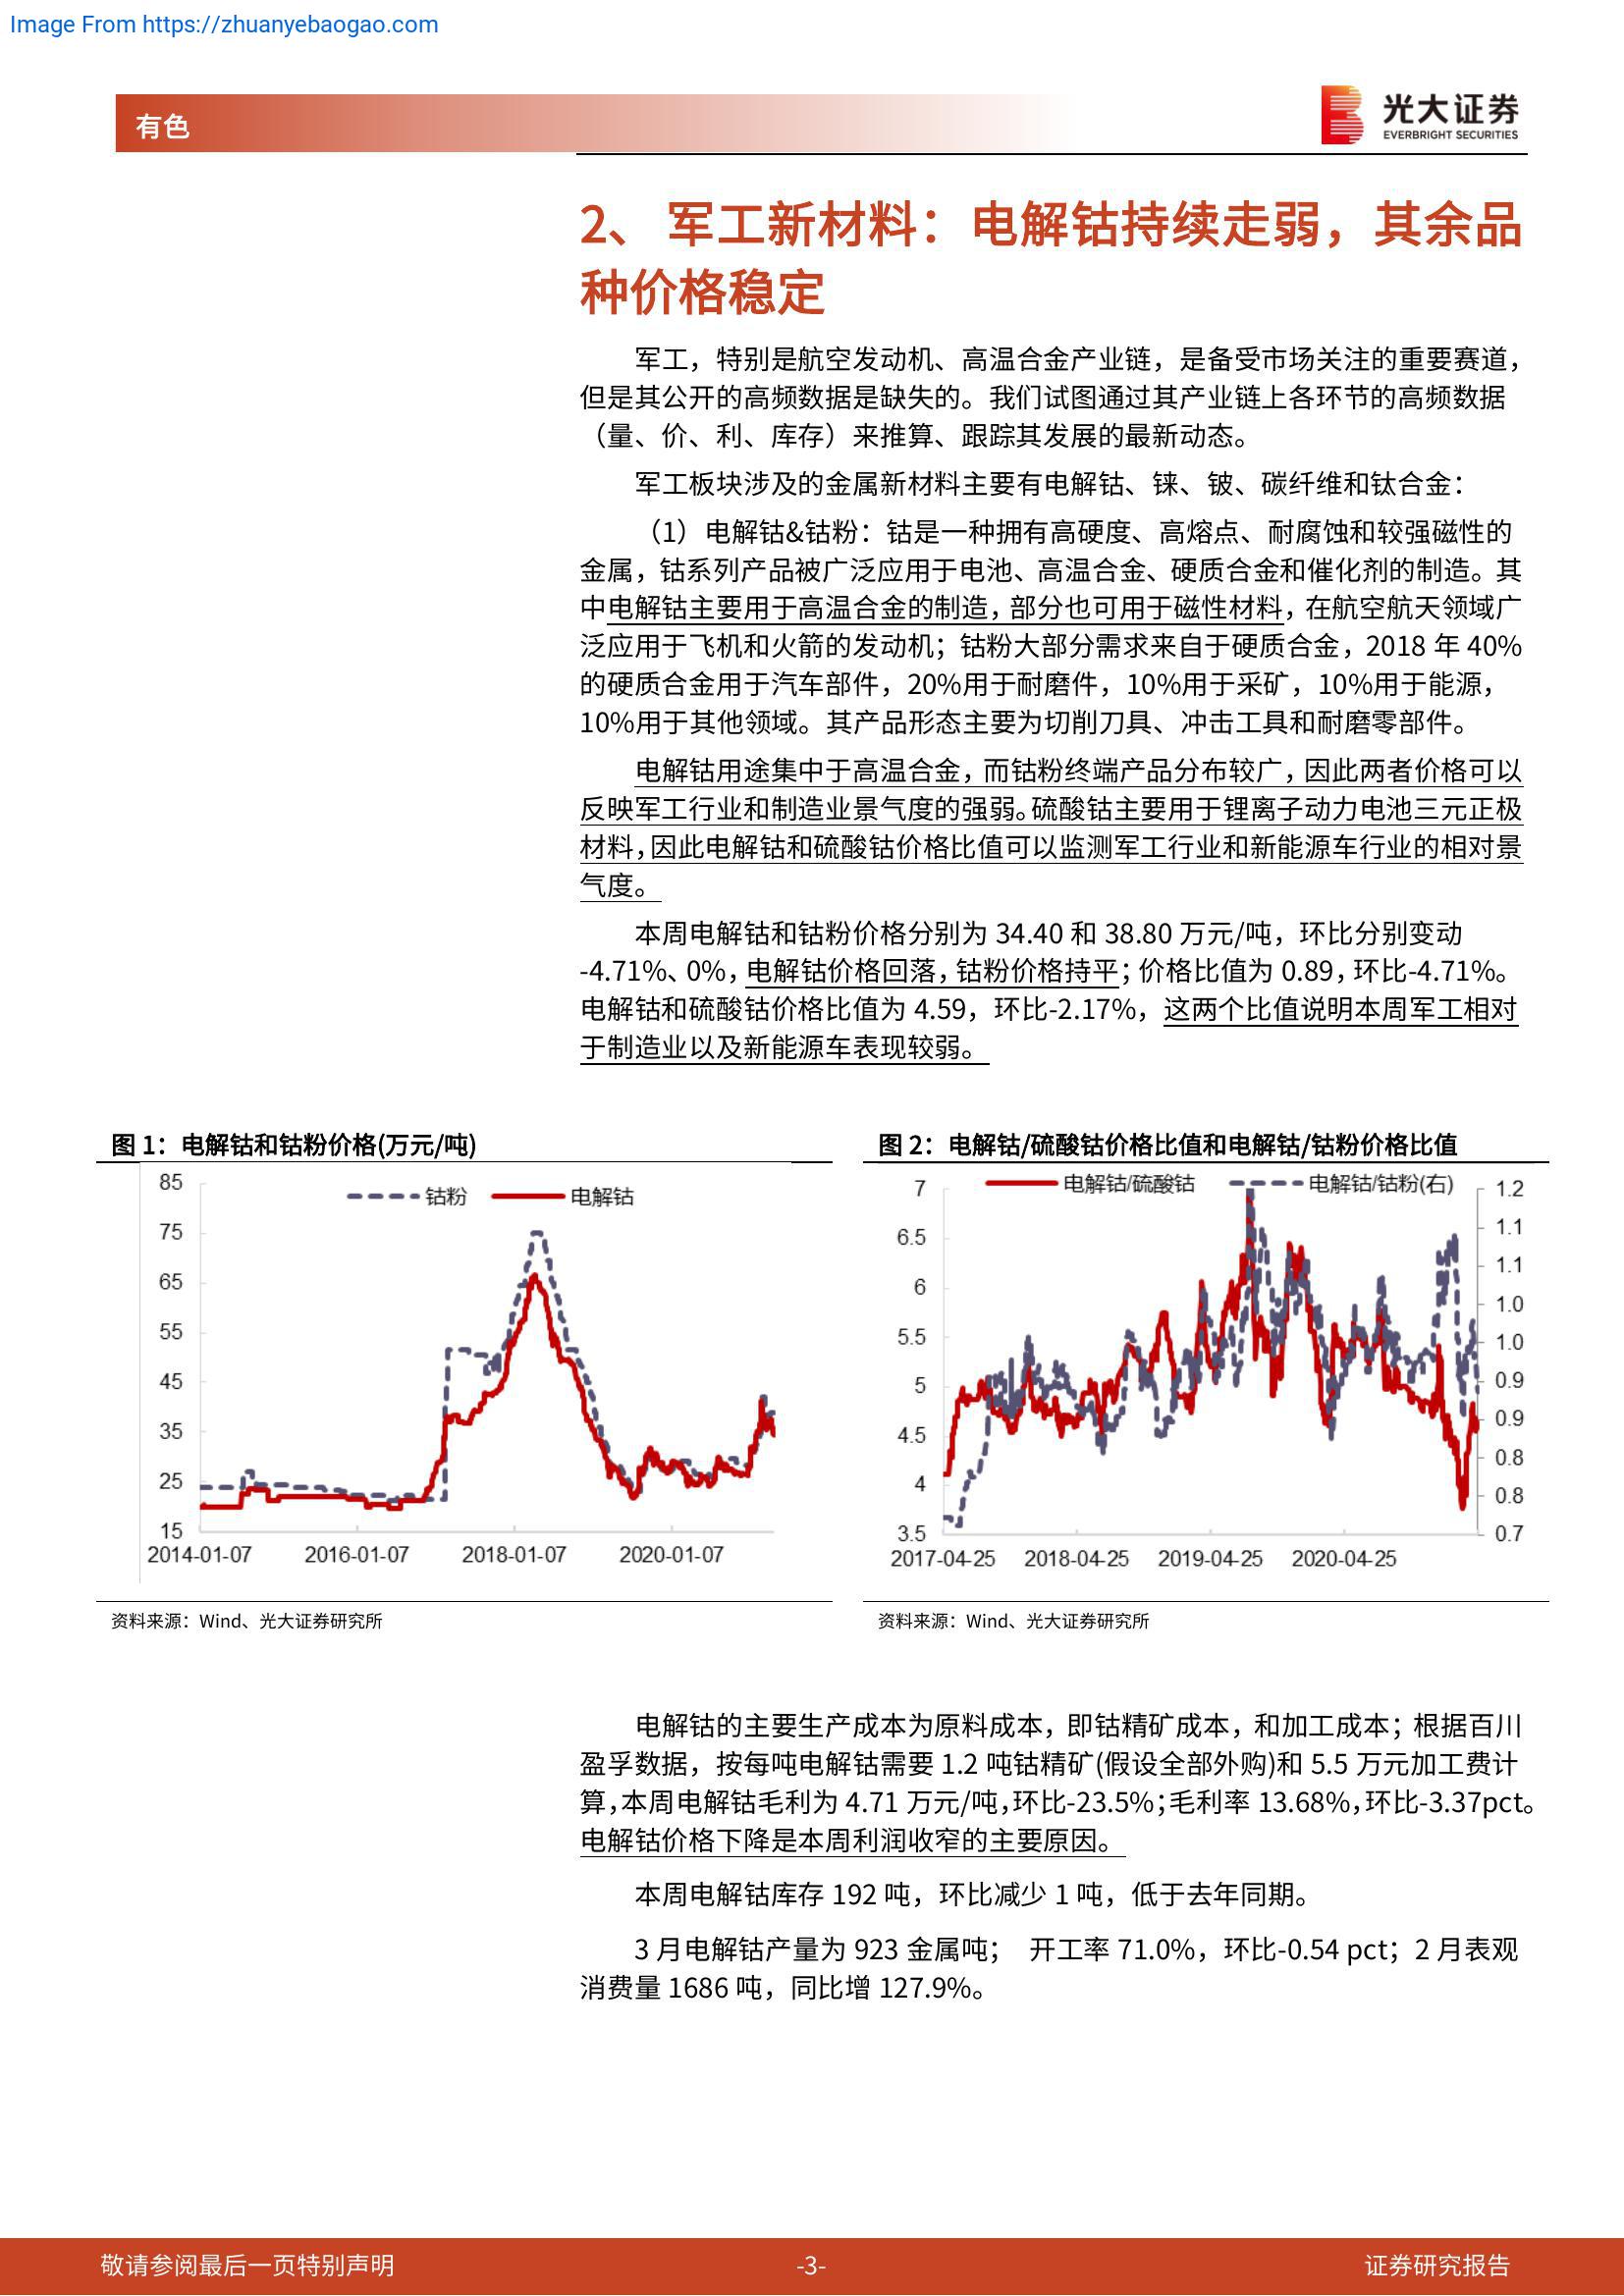 Image From https://zhuanyebaogao.com
有色
光大证券
EVERBRIGHT SECURITIES
2、 军工新材料：电解钴持续走弱，其余品
种价格稳定
军工，特别是航空发动机、高温合金产业链，是备受市场关注的重要赛道，
但是其公开的高频数据是缺失的。我们试图通过其产业链上各环节的高频数据
（量、价、利、库存）来推算、跟踪其发展的最新动态。
军工板块涉及的金属新材料主要有电解钴、铼、铍、碳纤维和钛合金：
（1）电解钴&钴粉：钴是一种拥有高硬度、高熔点、耐腐蚀和较强磁性的
金属，钴系列产品被广泛应用于电池、高温合金、硬质合金和催化剂的制造。其
中电解钴主要用于高温合金的制造，部分也可用于磁性材料，在航空航天领域广
泛应用于飞机和火箭的发动机；钴粉大部分需求来自于硬质合金，2018 年 40%
的硬质合金用于汽车部件，20%用于耐磨件，10%用于采矿，10%用于能源，
10%用于其他领域。其产品形态主要为切削刀具、冲击工具和耐磨零部件。
电解钴用途集中于高温合金，而钴粉终端产品分布较广，因此两者价格可以
反映军工行业和制造业景气度的强弱。硫酸钴主要用于锂离子动力电池三元正极
材料，因此电解钴和硫酸钴价格比值可以监测军工行业和新能源车行业的相对景
气度。
本周电解钴和钴粉价格分别为 34.40 和 38.80 万元/吨，环比分别变动
-4.71%、0%，电解钴价格回落，钴粉价格持平；价格比值为 0.89，环比-4.71%。
电解钴和硫酸钴价格比值为 4.59，环比-2.17%，这两个比值说明本周军工相对
于制造业以及新能源车表现较弱。
图 1：电解钴和钴粉价格(万元/吨)
钴粉 电解钴
85
75
65
55
45
35
25
15
2014-01-07 2016-01-07 2018-01-07 2020-01-07
资料来源：Wind、光大证券研究所
图 2：电解钴/硫酸钴价格比值和电解钴/钴粉价格比值
电解钴/硫酸钴 电解钴/钴粉(右)
7
6.5
6
5.5
5
4.5
4
3.5
1.2
1.1
1.1
1.0
1.0
0.9
0.9
0.8
0.8
0.7
2017-04-25 2018-04-25 2019-04-25 2020-04-25
资料来源：Wind、光大证券研究所
电解钴的主要生产成本为原料成本，即钴精矿成本，和加工成本；根据百川
盈孚数据，按每吨电解钴需要 1.2 吨钴精矿(假设全部外购)和 5.5 万元加工费计
算，本周电解钴毛利为 4.71 万元/吨，环比-23.5%；毛利率 13.68%，环比-3.37pct。
电解钴价格下降是本周利润收窄的主要原因。
本周电解钴库存 192 吨，环比减少 1 吨，低于去年同期。
3 月电解钴产量为 923 金属吨； 开工率 71.0%，环比-0.54 pct；2 月表观
消费量 1686 吨，同比增 127.9%。
敬请参阅最后一页特别声明
-3-
证券研究报告